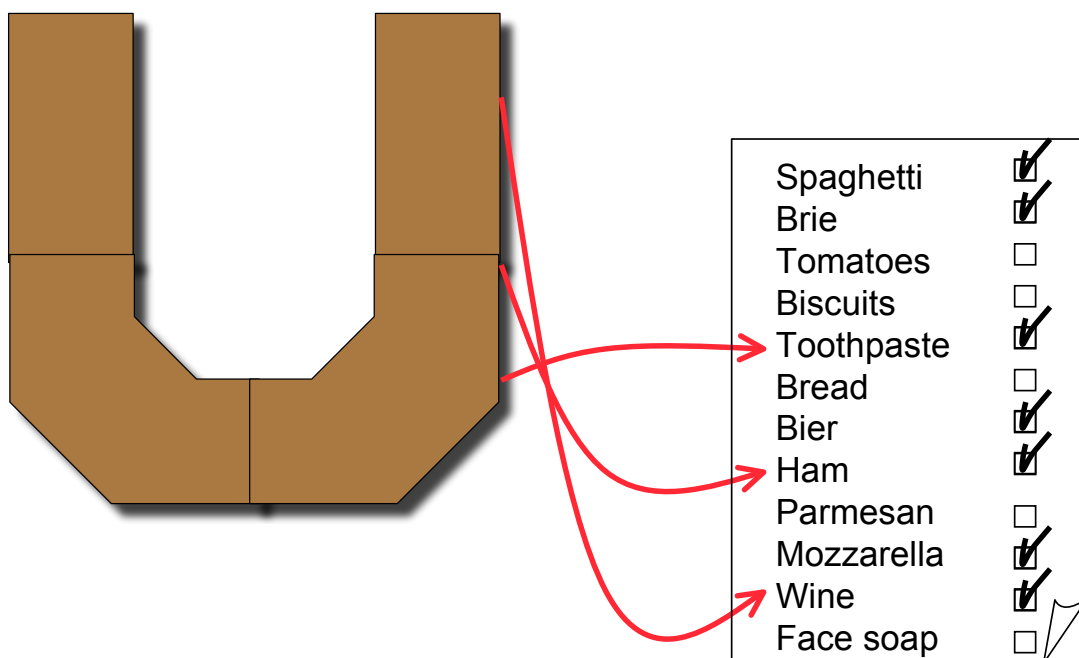 Spaghetti
Brie
Tomatoes
Biscuits
Toothpaste
Bread
Bier
Ham
Parmesan
Mozzarella
Wine
Face soap